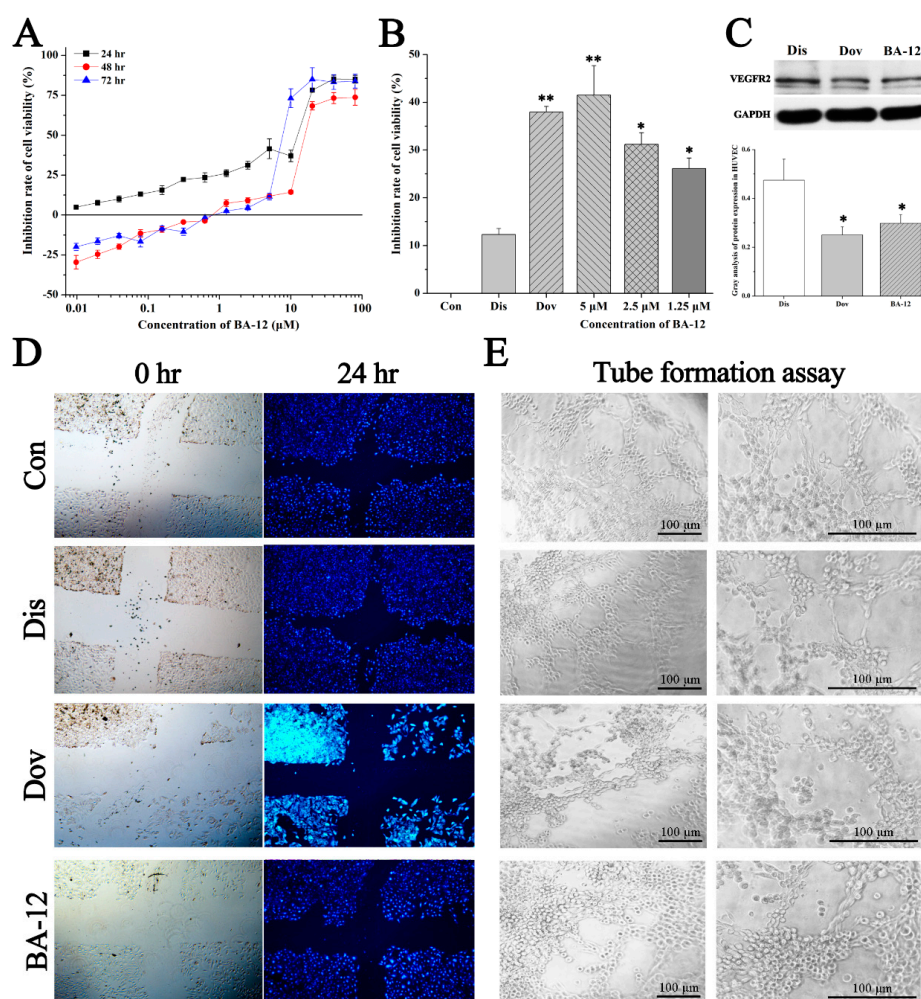 A
24 hr
48 hr
72 hr
Inhibition rate of cell viability (%)
100
75
50
25
0
-25
-50
0.01
0.1
1
10
100
Concentration of BA-12 (μM)
B
Inhibition rate of cell viability (%)
50
40
30
20
10
0
**
**
*
*
Con
Dis
Dov
5 μM
2.5 μM
1.25 μM
Concentration of BA-12
C
Dis
Dov
BA-12
VEGFR2
GAPDH
Gray analysis of protein expression in HUVEC
0.6
0.4
0.2
0.0
*
*
Dis
Dov
BA-12
D
0 hr
24 hr
Con
Dis
Dov
BA-12
E
Tube formation assay
100 μm
100 μm
100 μm
100 μm
100 μm
100 μm
100 μm
100 μm